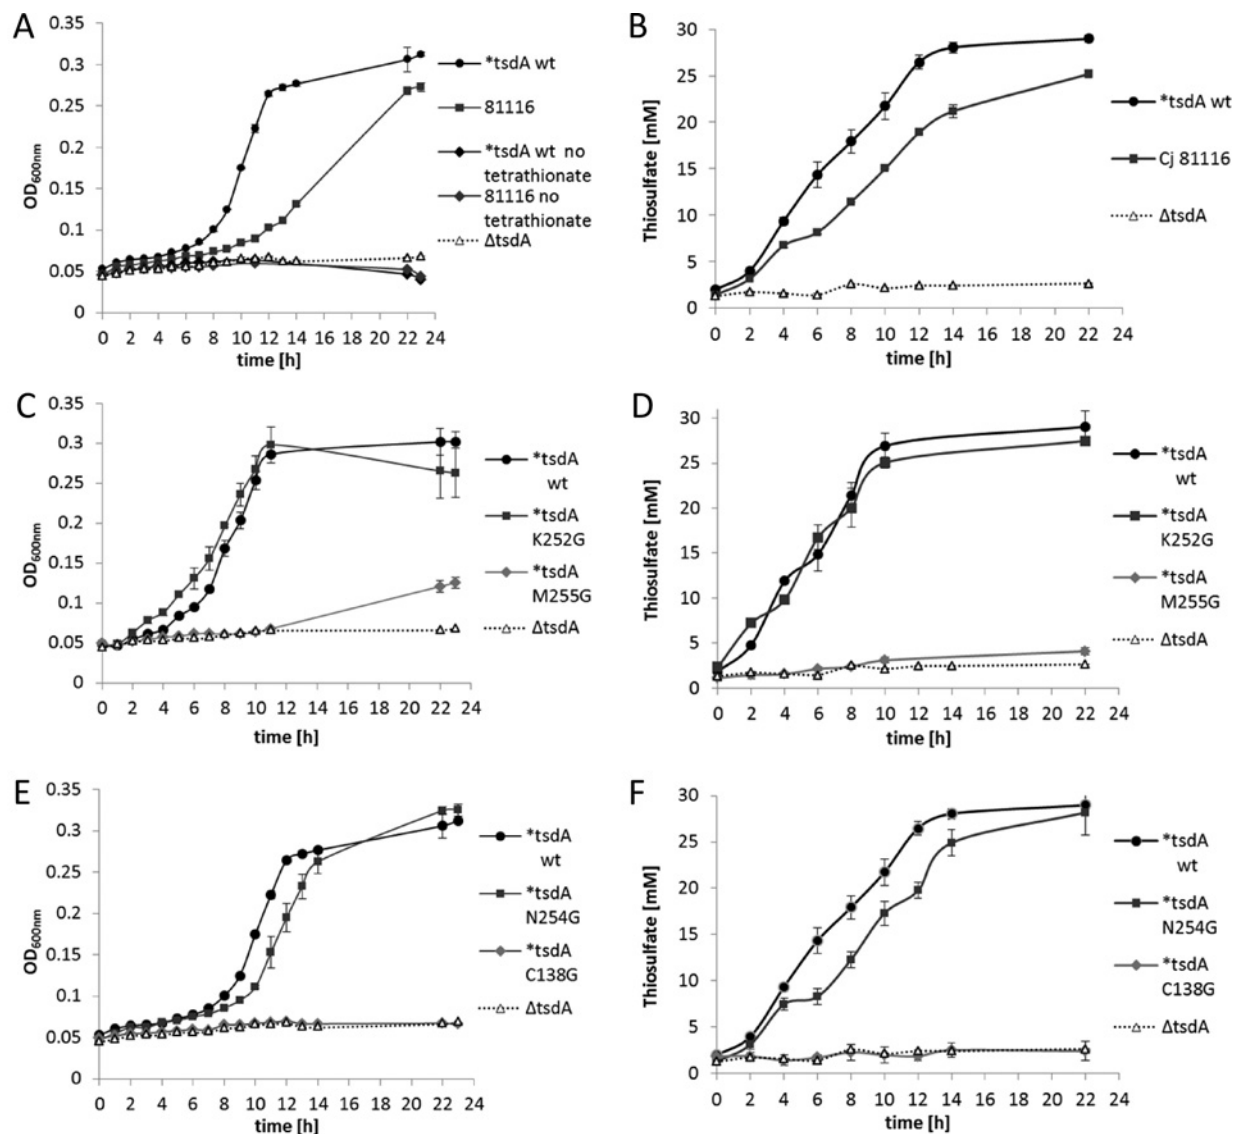 A
0.35
0.3
0.25
0.2
0.15
0.1
0.05
0
OD600nm
0 2 4 6 8 10 12 14 16 18 20 22 24
time [h]
*tsdA wt
81116
*tsdA wt no
tetrathionate
81116 no
tetrathionate
ΔtsdA
B
30
25
20
15
10
5
0
Thiosulfate [mM]
0 2 4 6 8 10 12 14 16 18 20 22 24
time [h]
*tsdA wt
Cj 81116
ΔtsdA
C
0.35
0.3
0.25
0.2
0.15
0.1
0.05
0
OD600nm
0 2 4 6 8 10 12 14 16 18 20 22 24
time [h]
*tsdA
wt
*tsdA
K252G
*tsdA
M255G
ΔtsdA
D
30
25
20
15
10
5
0
Thiosulfate [mM]
0 2 4 6 8 10 12 14 16 18 20 22 24
time [h]
*tsdA
wt
*tsdA
K252G
*tsdA
M255G
ΔtsdA
E
0.35
0.3
0.25
0.2
0.15
0.1
0.05
0
OD600nm
0 2 4 6 8 10 12 14 16 18 20 22 24
time [h]
*tsdA
wt
*tsdA
N254G
*tsdA
C138G
ΔtsdA
F
30
25
20
15
10
5
0
Thiosulfate [mM]
0 2 4 6 8 10 12 14 16 18 20 22 24
time [h]
*tsdA
wt
*tsdA
N254G
*tsdA
C138G
ΔtsdA